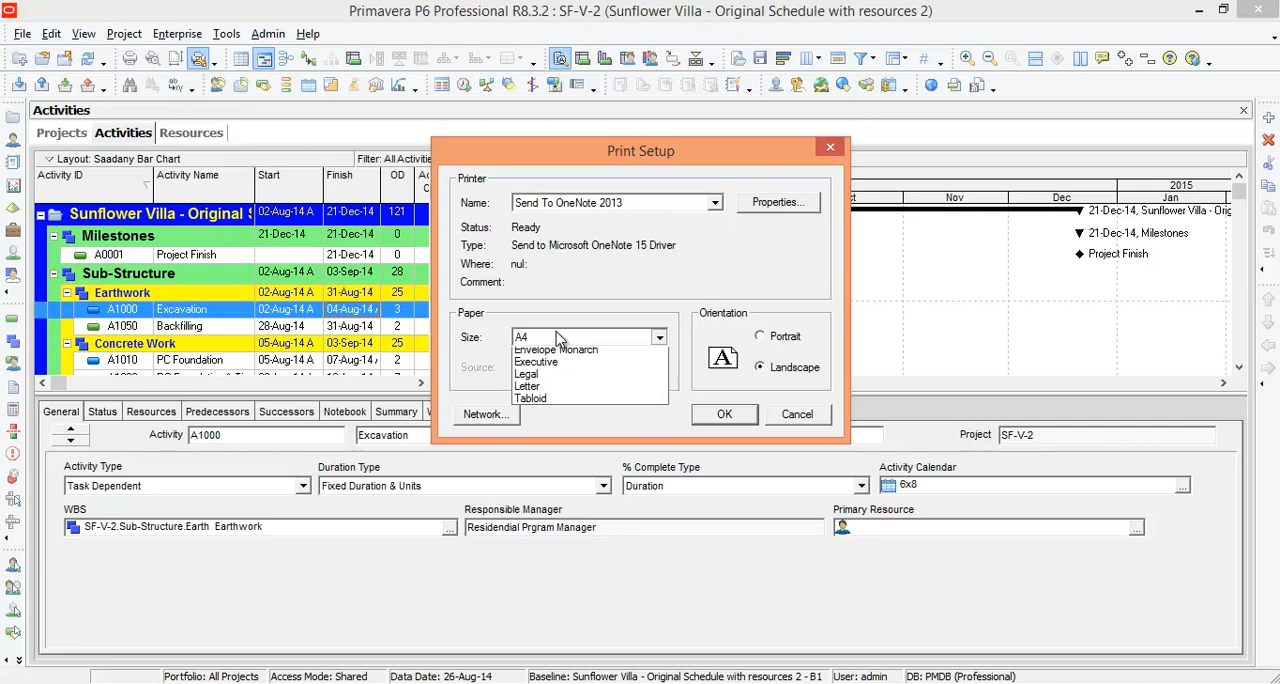 Primavera P6 Professional R8.3.2 : SF-V-2 (Sunflower Villa - Original Schedule with resources 2)
File Edit View Project Enterprise Tools Admin Help
Activities
Projects Activities Resources
Layout: Saadany Bar Chart Filter: All Activitie
Activity ID Activity Name Start Finish OD
2015
Nov Dec Jan
Sunflower Villa - Original 02-Aug-14 A 21-Dec-14 121
21-Dec-14, Sunflower Villa - Orig
Milestones 21-Dec-14 21-Dec-14 0
21-Dec-14, Milestones
A0001 Project Finish 21-Dec-14 0
Project Finish
Sub-Structure 02-Aug-14 A 03-Sep-14 28
Earthwork 02-Aug-14 A 31-Aug-14 25
A1000 Excavation 02-Aug-14 A 04-Aug-14 3
A1050 Backfilling 28-Aug-14 31-Aug-14 2
Concrete Work 05-Aug-14 A 03-Sep-14 25
A1010 PC Foundation 05-Aug-14 A 07-Aug-14 2
Print Setup
Printer
Name: Send To OneNote 2013 Properties...
Status: Ready
Type: Send to Microsoft OneNote 15 Driver
Where: nul:
Comment:
Paper
Size: A4
Envelope Monarch
Executive
Legal
Letter
Tabloid
Source:
Orientation
A
Portrait
Landscape
Network... OK Cancel
General Status Resources Predecessors Successors Notebook Summary
Activity A1000 Excavation Project SF-V-2
Activity Type Duration Type % Complete Type Activity Calendar
Task Dependent Fixed Duration & Units Duration 6x8
WBS Responsible Manager Primary Resource
SF-V-2.Sub-Structure.Earth Earthwork Residendial Prgram Manager
Portfolio: All Projects Access Mode: Shared Data Date: 26-Aug-14 Baseline: Sunflower Villa - Original Schedule with resources 2 - B1 User: admin DB: PMDB (Professional)